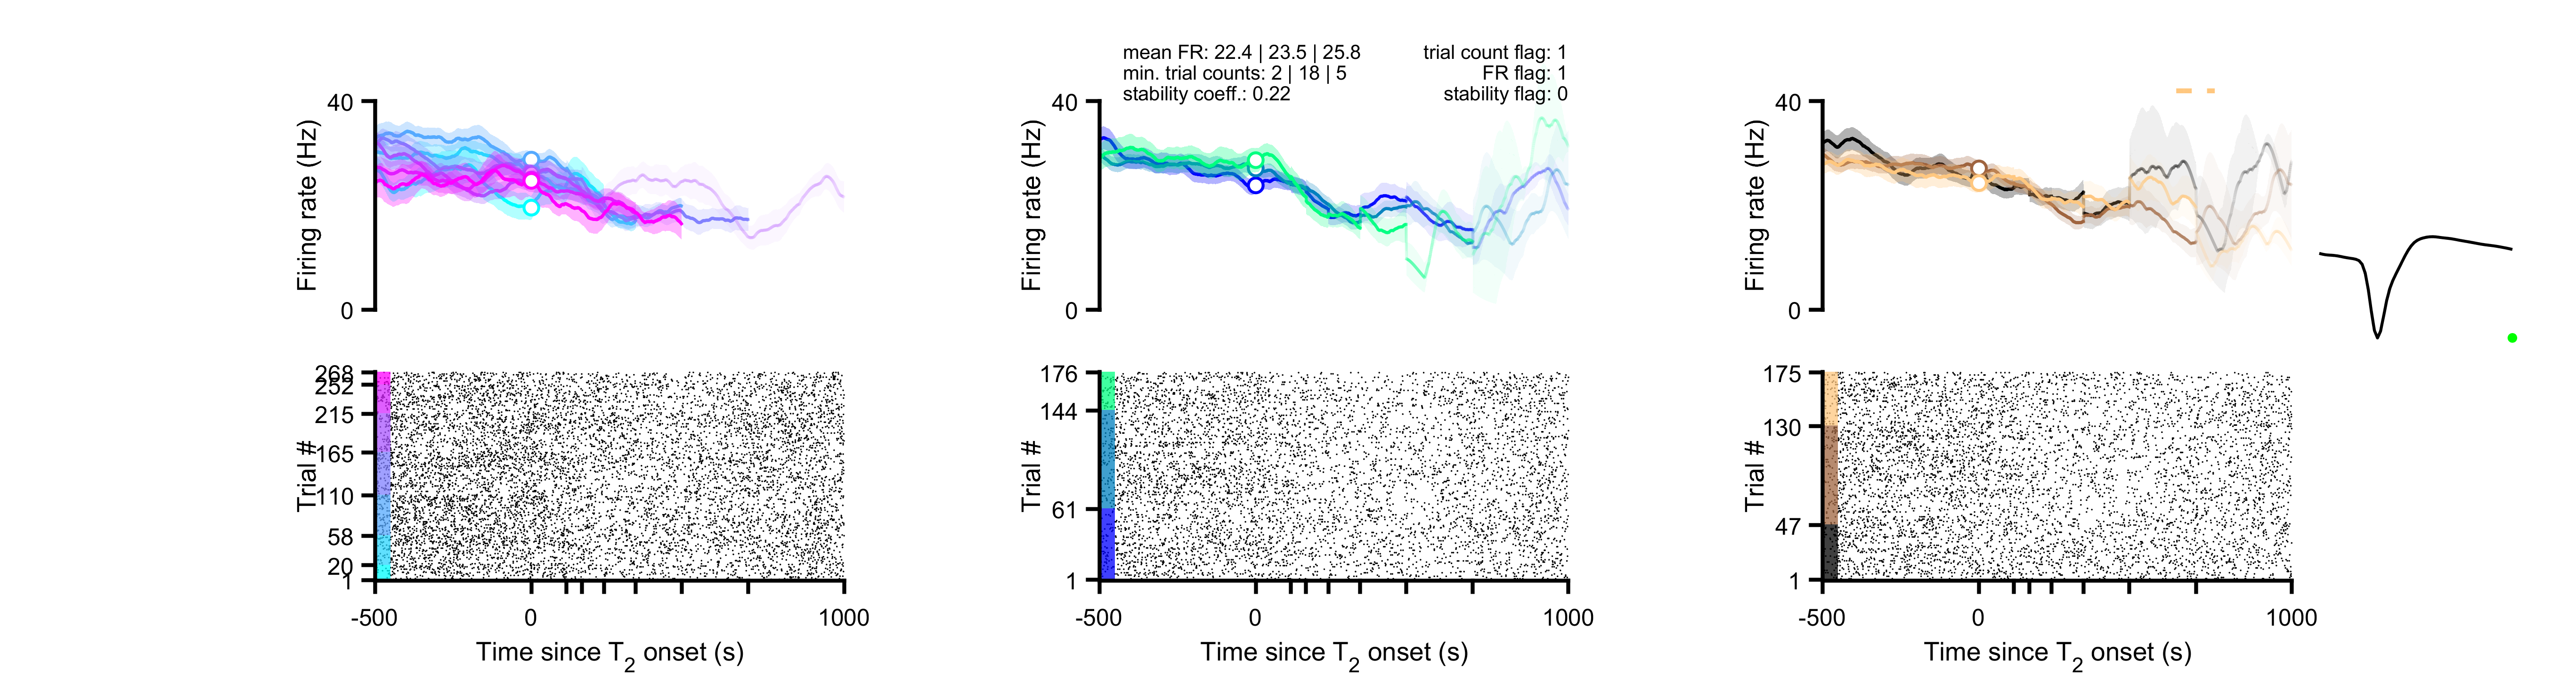 mean FR: 22.4 | 23.5 | 25.8
trial count flag: 1
min. trial counts: 2 | 18 | 5
FR flag: 1
stability coeff.: 0.22
stability flag: 0
40
Firing rate (Hz)
0
40
Firing rate (Hz)
0
40
Firing rate (Hz)
0
268
252
215
165
110
58
20
1
Trial #
-500
0
1000
Time since T2 onset (s)
176
144
61
1
Trial #
-500
0
1000
Time since T2 onset (s)
175
130
47
1
Trial #
-500
0
1000
Time since T2 onset (s)